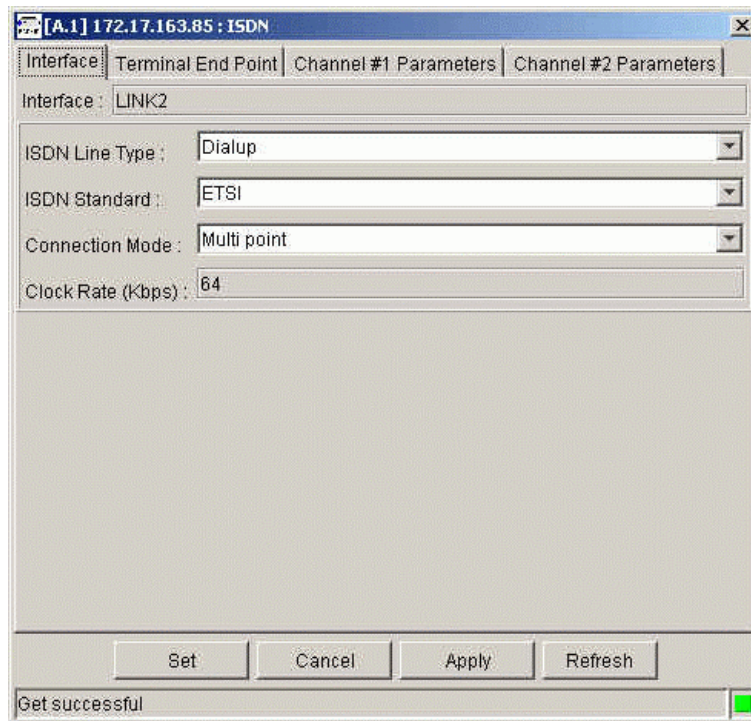 [A.1] 172.17.163.85 : ISDN
Interface Terminal End Point Channel #1 Parameters Channel #2 Parameters
Interface : LINK2
ISDN Line Type : Dialup
ISDN Standard : ETSI
Connection Mode : Multi point
Clock Rate (Kbps) : 64
Set Cancel Apply Refresh
Get successful